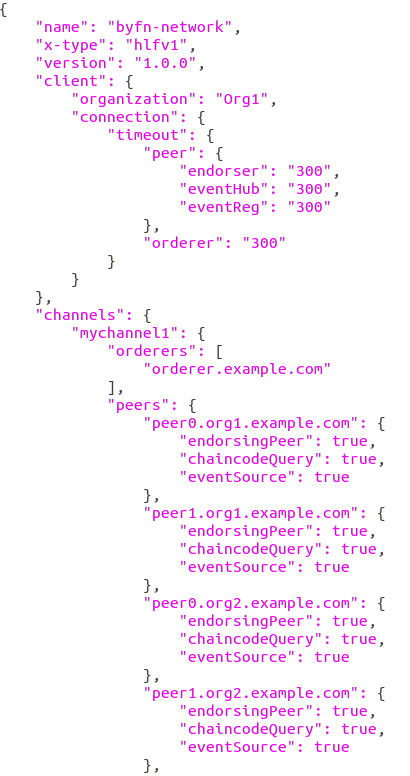 {
    "name": "byfn-network",
    "x-type": "hlfv1",
    "version": "1.0.0",
    "client": {
        "organization": "Org1",
        "connection": {
            "timeout": {
                "peer": {
                    "endorser": "300",
                    "eventHub": "300",
                    "eventReg": "300"
                },
                "orderer": "300"
            }
        }
    },
    "channels": {
        "mychannel1": {
            "orderers": [
                "orderer.example.com"
            ],
            "peers": {
                "peer0.org1.example.com": {
                    "endorsingPeer": true,
                    "chaincodeQuery": true,
                    "eventSource": true
                },
                "peer1.org1.example.com": {
                    "endorsingPeer": true,
                    "chaincodeQuery": true,
                    "eventSource": true
                },
                "peer0.org2.example.com": {
                    "endorsingPeer": true,
                    "chaincodeQuery": true,
                    "eventSource": true
                },
                "peer1.org2.example.com": {
                    "endorsingPeer": true,
                    "chaincodeQuery": true,
                    "eventSource": true
                },